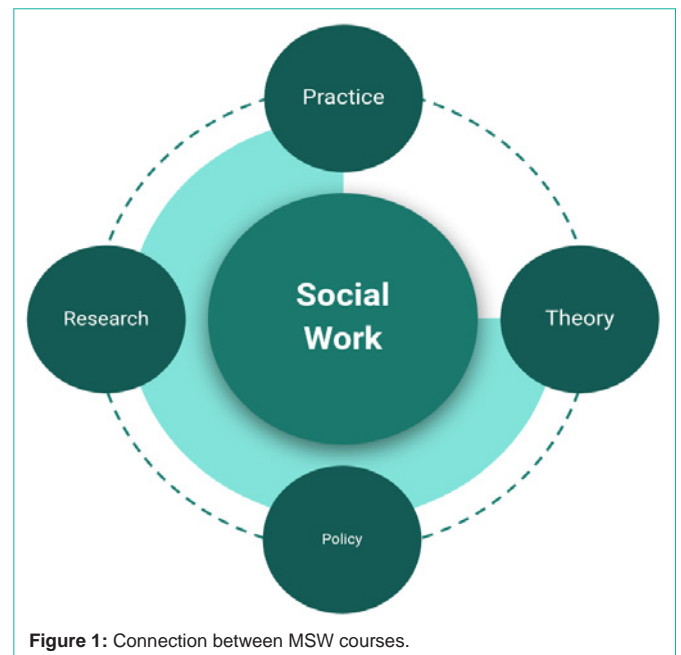 Practice
Research
Social
Work
Theory
Policy
Figure 1: Connection between MSW courses.